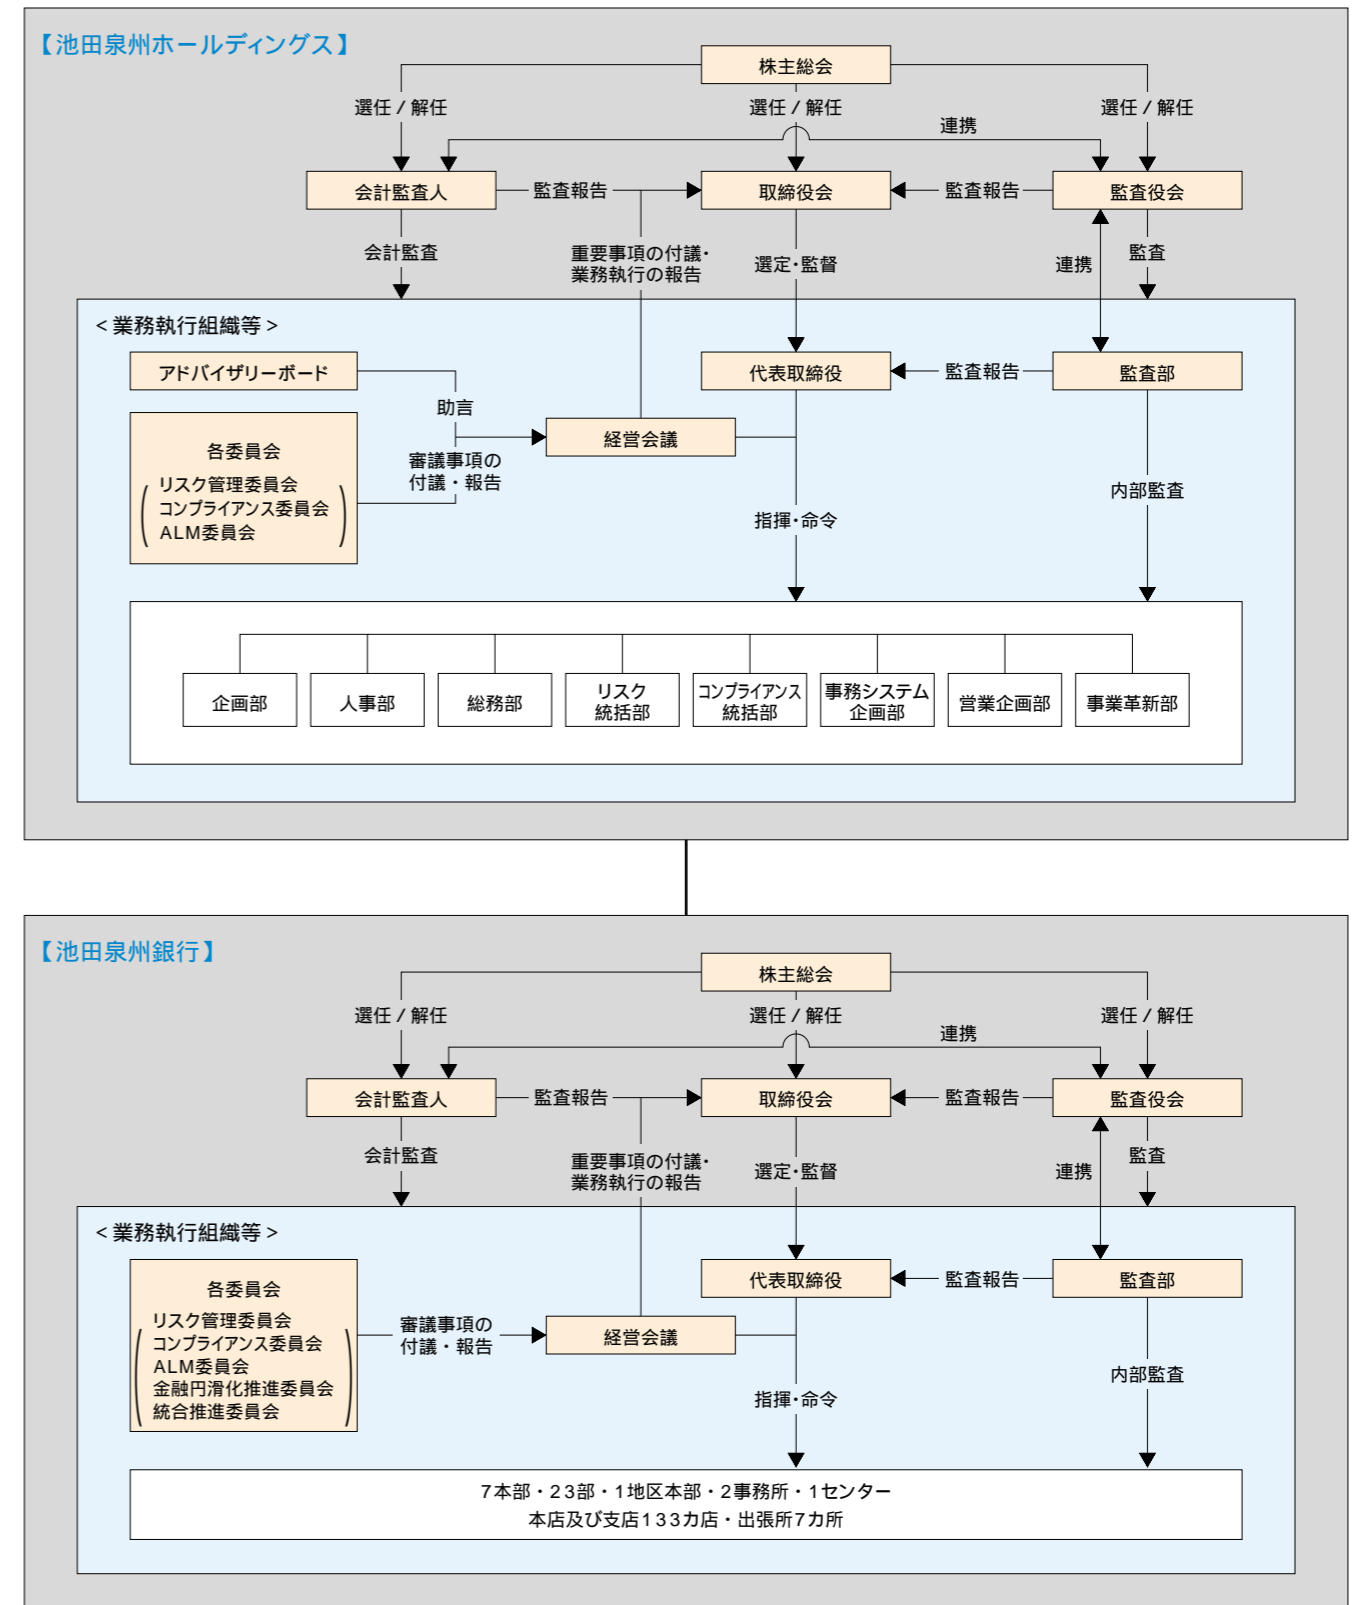 【池田泉州ホールディングス】
株主総会
選任 / 解任
選任 / 解任
選任 / 解任
連携
会計監査人
監査報告
取締役会
監査報告
監査役会
会計監査
重要事項の付議・
業務執行の報告
選定・監督
連携
監査
<業務執行組織等>
アドバイザリーボード
代表取締役
監査報告
監査部
助言
経営会議
各委員会
リスク管理委員会
コンプライアンス委員会
ALM委員会
審議事項の
付議・報告
指揮・命令
内部監査
企画部
人事部
総務部
リスク
統括部
コンプライアンス
統括部
事務システム
企画部
営業企画部
事業革新部
【池田泉州銀行】
株主総会
選任 / 解任
選任 / 解任
選任 / 解任
連携
会計監査人
監査報告
取締役会
監査報告
監査役会
会計監査
重要事項の付議・
業務執行の報告
選定・監督
連携
監査
<業務執行組織等>
代表取締役
監査報告
監査部
各委員会
リスク管理委員会
コンプライアンス委員会
ALM委員会
金融円滑化推進委員会
統合推進委員会
審議事項の
付議・報告
経営会議
指揮・命令
内部監査
7本部・23部・1地区本部・2事務所・1センター
本店及び支店133カ店・出張所7カ所